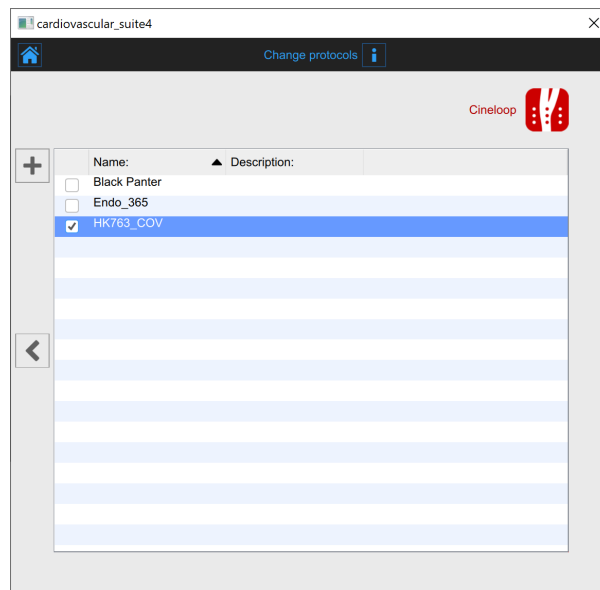 cardiovascular_suite4
Change protocols
Cineloop
Name: Description:
Black Panter
Endo_365
HK763_COV